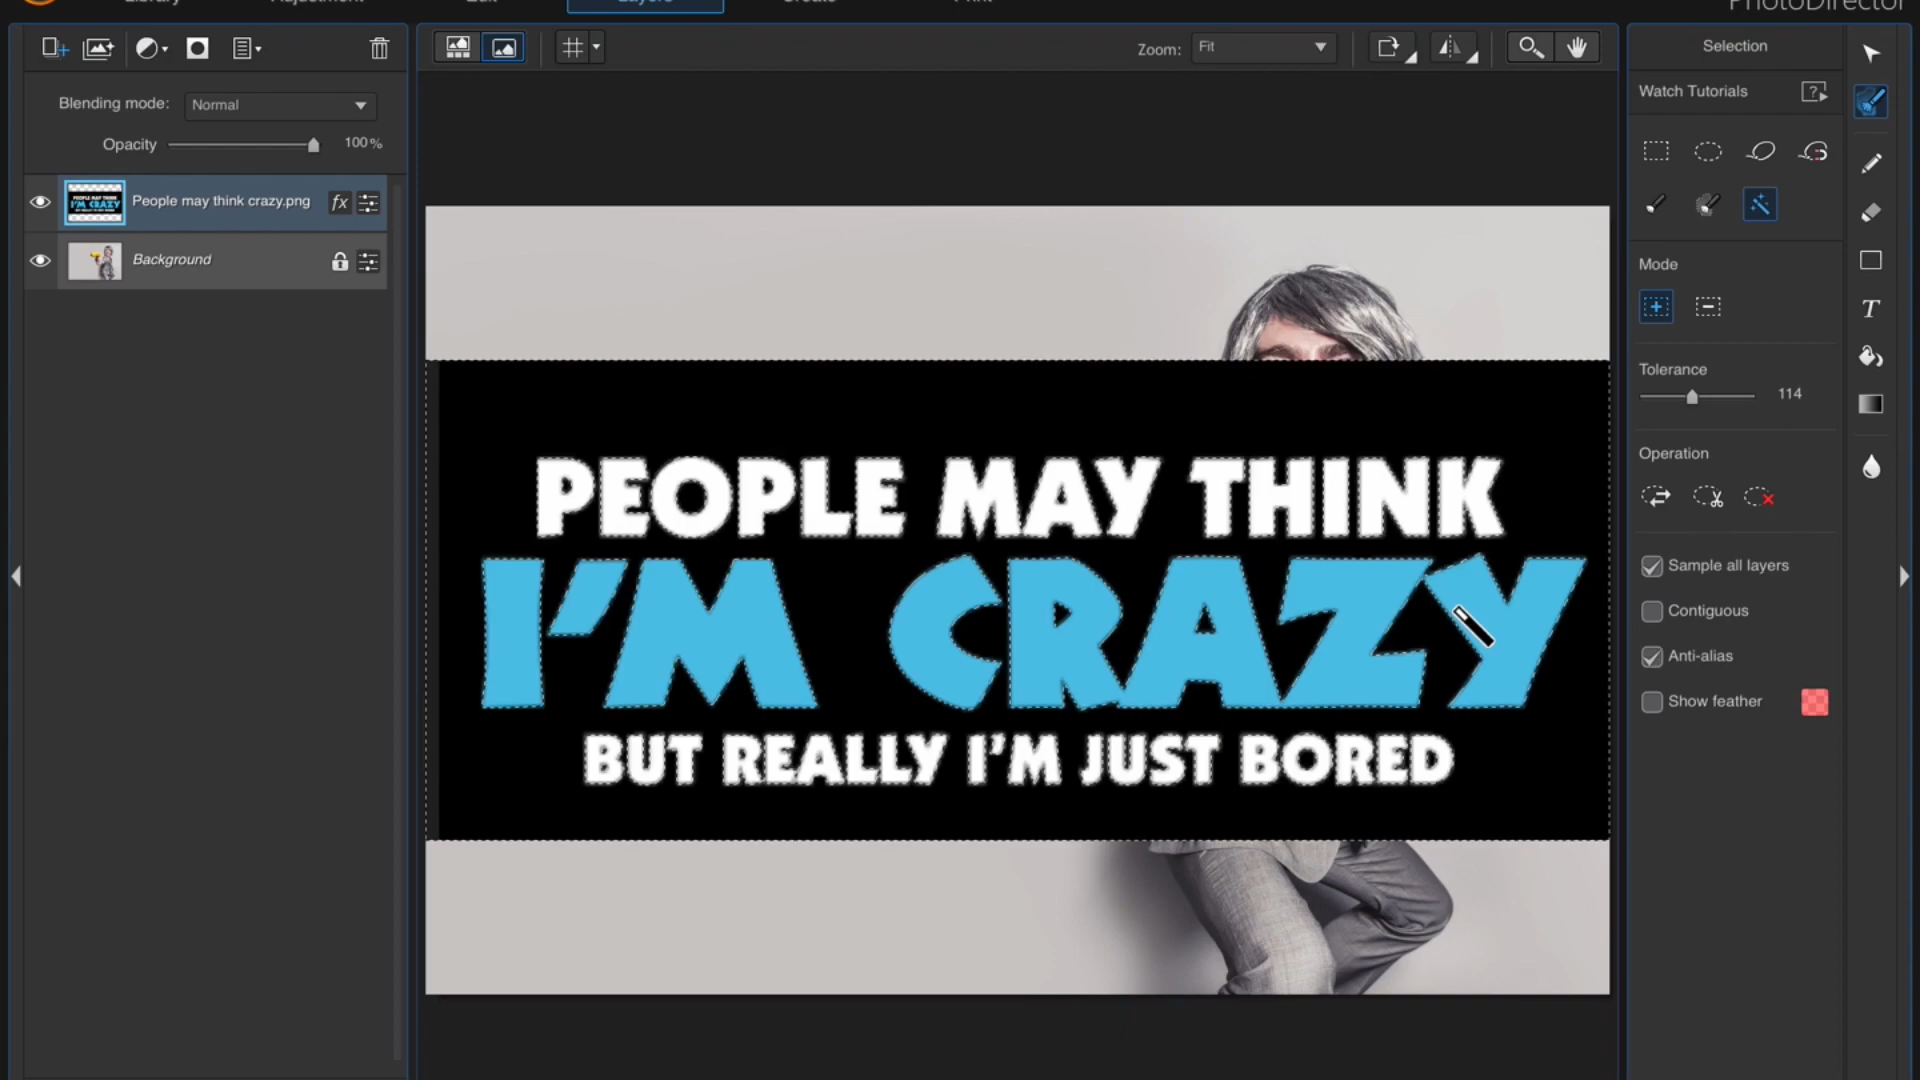 Library Adjustment Edit Layers Create Print PhotoDirector
Zoom: Fit
Selection
Watch Tutorials
Blending mode: Normal
Opacity 100%
People may think crazy.png fx
Background
PEOPLE MAY THINK
I'M CRAZY
BUT REALLY I'M JUST BORED
Mode
Tolerance
114
Operation
Sample all layers
Contiguous
Anti-alias
Show feather